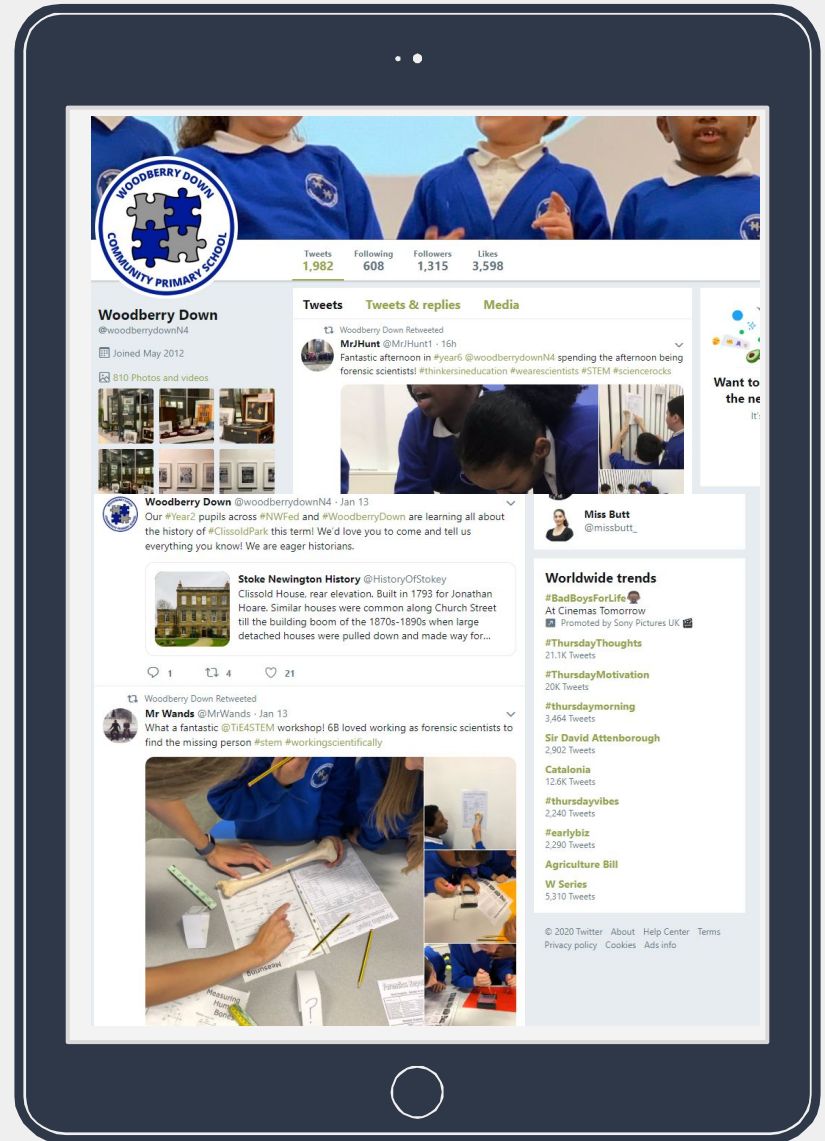 WOODBERRY DOWN
COMMUNITY PRIMARY SCHOOL
Tweets Following Followers Likes
1,982 608 1,315 3,598
Woodberry Down
@woodberrydownN4
Joined May 2012
810 Photos and videos
Tweets Tweets & replies Media
Woodberry Down Retweeted
MrJHunt @MrJHunt1 · 16h
Fantastic afternoon in #year6 @woodberrydownN4 spending the afternoon being
forensic scientists! #thinkersineducation #wearescientists #STEM #sciencerocks
Want to
the ne
It's
Woodberry Down @woodberrydownN4 · Jan 13
Our #Year2 pupils across #NWFed and #WoodberryDown are learning all about
the history of #ClissoldPark this term! We'd love you to come and tell us
everything you know! We are eager historians.
Stoke Newington History @HistoryOfStokey
Clissold House, rear elevation. Built in 1793 for Jonathan
Hoare. Similar houses were common along Church Street
till the building boom of the 1870s-1890s when large
detached houses were pulled down and made way for...
1 4 21
Woodberry Down Retweeted
Mr Wands @MrWands · Jan 13
What a fantastic @TiE4STEM workshop! 6B loved working as forensic scientists to
find the missing person #stem #workingscientifically
Measuring
Measuring
Human
Bones
?
Miss Butt
@missbutt_
Worldwide trends
#BadBoysForLife
At Cinemas Tomorrow
Promoted by Sony Pictures UK
#ThursdayThoughts
21.1K Tweets
#ThursdayMotivation
20K Tweets
#thursdaymorning
3,464 Tweets
Sir David Attenborough
2,902 Tweets
Catalonia
12.6K Tweets
#thursdayvibes
2,240 Tweets
#earlybiz
2,290 Tweets
Agriculture Bill
W Series
5,310 Tweets
© 2020 Twitter About Help Center Terms
Privacy policy Cookies Ads info